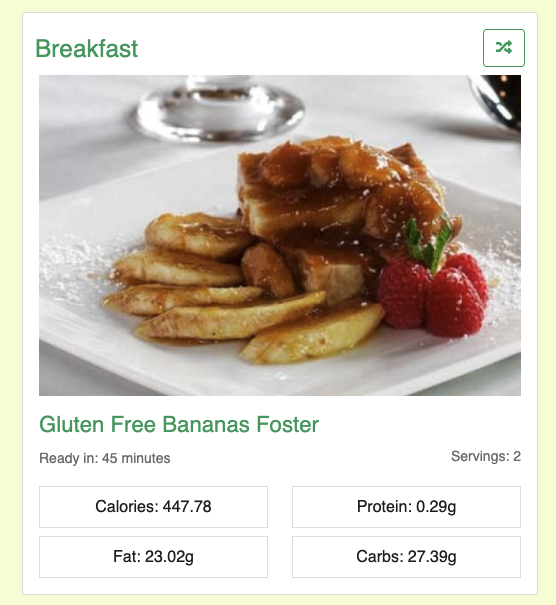 Breakfast
Gluten Free Bananas Foster
Ready in: 45 minutes
Servings: 2
Calories: 447.78
Protein: 0.29g
Fat: 23.02g
Carbs: 27.39g